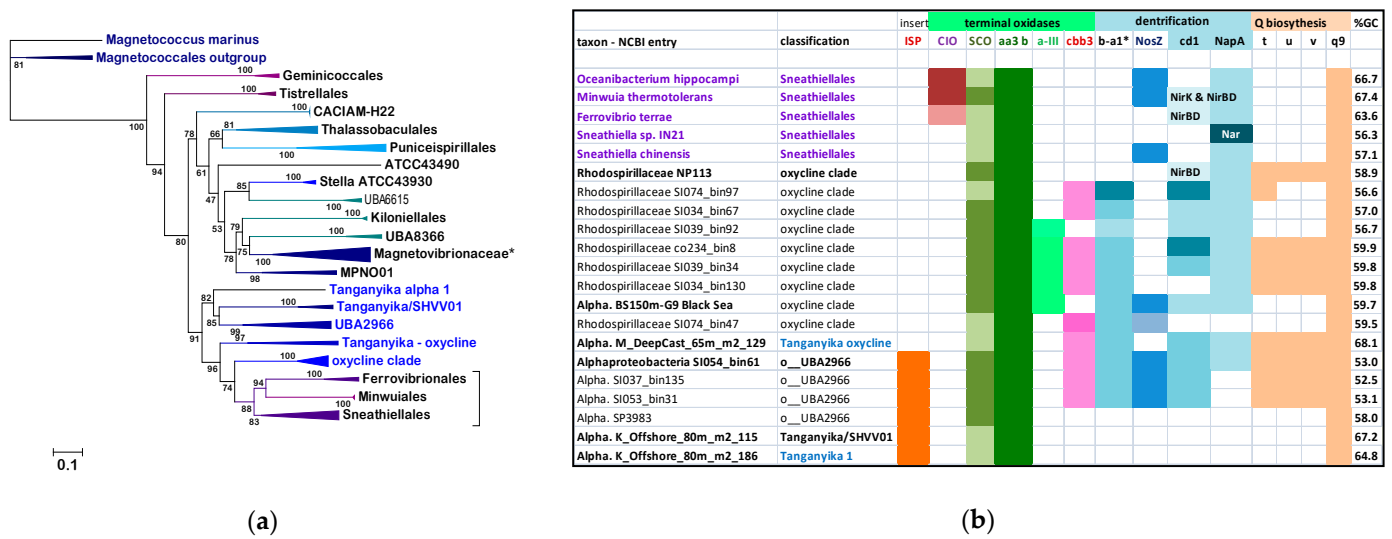 Magnetococcus marinus
81
Magnetococcales outgroup
100
Geminicoccales
100
Tistrellales
100
CACIAM-H22
100
81
Thalassobaculales
78
66
Puniceispirillales
100
61
ATCC43490
94
100
Stella ATCC43930
85
47
100
UBA6615
100
Kiloniellales
79
53
100
UBA8366
80
75
Magnetovibrionaceae*
100
78
MPNO01
98
Tanganyika alpha 1
82
100
Tanganyika/SHVV01
85
UBA2966
99
91
97
Tanganyika - oxycline
100
oxycline clade
96
74
100
Ferrovibrionales
94
Minwuiales
100
88
Sneathiellales
83
0.1
(a)
insert terminal oxidases dentrification Q biosythesis %GC
taxon - NCBI entry classification ISP CIO SCO aa3 b a-III cbb3 b-a1* NosZ cd1 NapA t u v q9
Oceanibacterium hippocampi Sneathiellales 66.7
Minwuia thermotolerans Sneathiellales NirK & NirBD 67.4
Ferrovibrio terrae Sneathiellales NirBD 63.6
Sneathiella sp. IN21 Sneathiellales Nar 56.3
Sneathiella chinensis Sneathiellales 57.1
Rhodospirillaceae NP113 oxycline clade NirBD 58.9
Rhodospirillaceae SI074_bin97 oxycline clade 56.6
Rhodospirillaceae SI034_bin67 oxycline clade 57.0
Rhodospirillaceae SI039_bin92 oxycline clade 56.7
Rhodospirillaceae co234_bin8 oxycline clade 59.9
Rhodospirillaceae SI039_bin34 oxycline clade 59.8
Rhodospirillaceae SI034_bin130 oxycline clade 59.8
Alpha. BS150m-G9 Black Sea oxycline clade 59.7
Rhodospirillaceae SI074_bin47 oxycline clade 59.5
Alpha. M_DeepCast_65m_m2_129 Tanganyika oxycline 68.1
Alphaproteobacteria SI054_bin61 o__UBA2966 53.0
Alpha. SI037_bin135 o__UBA2966 52.5
Alpha. SI053_bin31 o__UBA2966 53.1
Alpha. SP3983 o__UBA2966 58.0
Alpha. K_Offshore_80m_m2_115 Tanganyika/SHVV01 67.2
Alpha. K_Offshore_80m_m2_186 Tanganyika 1 64.8
(b)